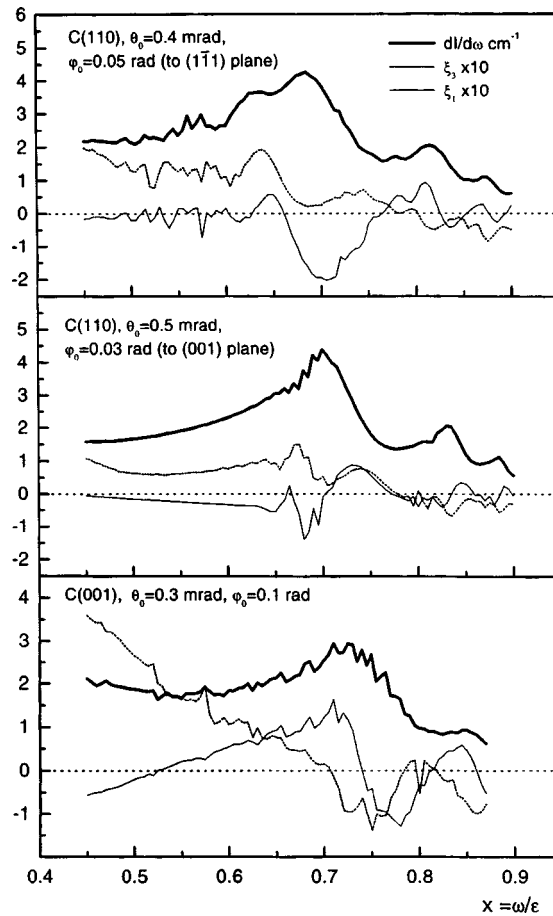 6
C(110), θ₀=0.4 mrad,
φ₀=0.05 rad (to (11̄1) plane)
dI/dω cm⁻¹
ξ₃ x10
ξ₁ x10
5
4
3
2
1
0
-1
-2
C(110), θ₀=0.5 mrad,
φ₀=0.03 rad (to (001) plane)
5
4
3
2
1
0
-1
-2
C(001), θ₀=0.3 mrad, φ₀=0.1 rad
4
3
2
1
0
-1
0.4 0.5 0.6 0.7 0.8 0.9
x =ω/ε